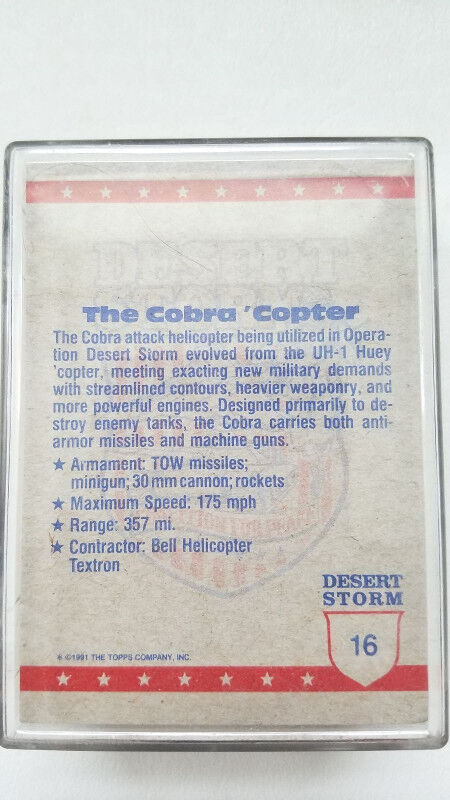 The Cobra 'Copter
The Cobra attack helicopter being utilized in Opera-
tion Desert Storm evolved from the UH-1 Huey
'copter, meeting exacting new military demands
with streamlined contours, heavier weaponry, and
more powerful engines. Designed primarily to de-
stroy enemy tanks, the Cobra carries both anti-
armor missiles and machine guns.
★ Armament: TOW missiles;
minigun; 30mm cannon; rockets
★ Maximum Speed: 175 mph
★ Range: 357 mi.
★ Contractor: Bell Helicopter
Textron
DESERT
STORM
16
* ©1991 THE TOPPS COMPANY, INC.